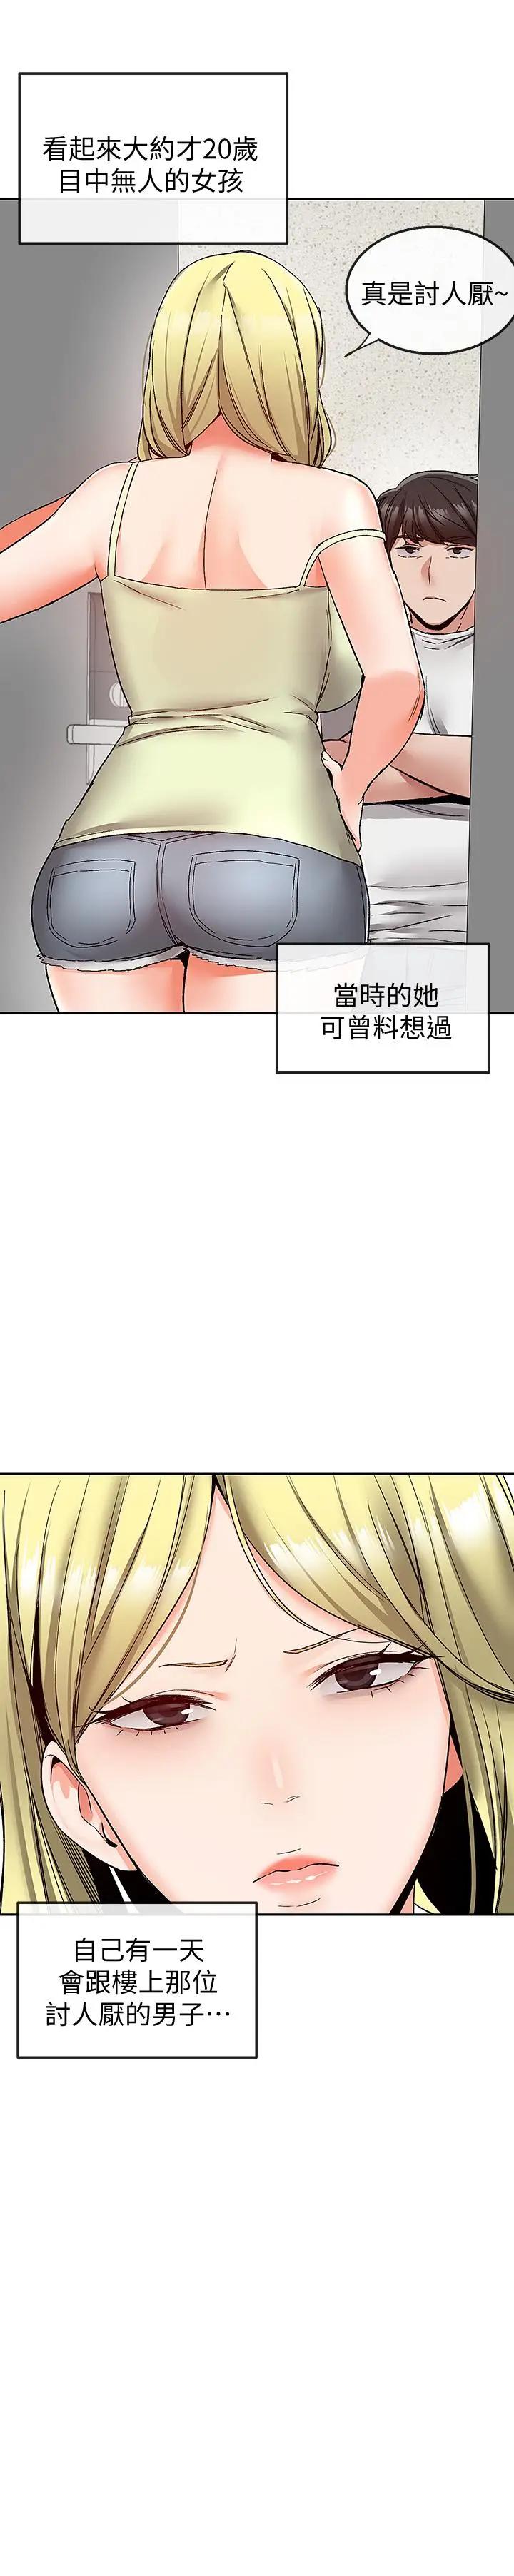 看起來大約才20歲
目中無人的女孩
真是討人厭~
當時的她
可曾料想過
自己有一天
會跟樓上那位
討人厭的男子⋯